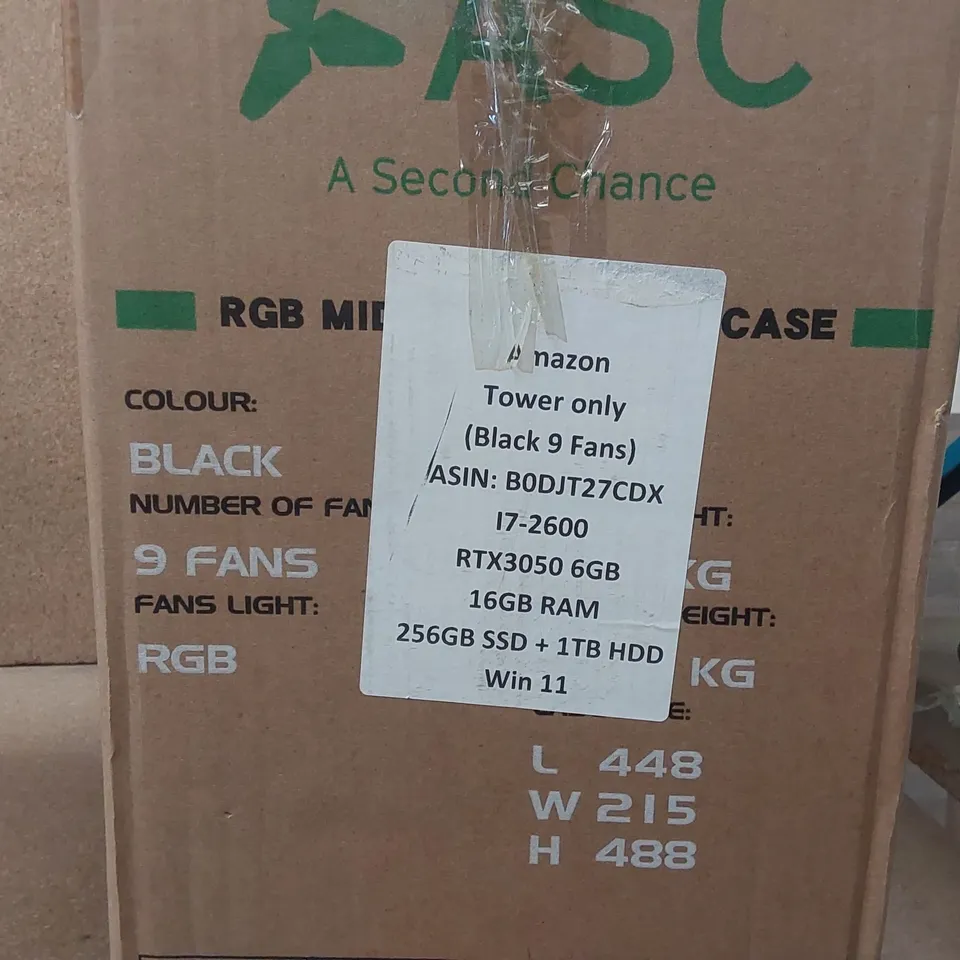 ASC
A Second Chance
RGB MID CASE
Amazon
Tower only
(Black 9 Fans)
ASIN: B0DJT27CDX
I7-2600
RTX3050 6GB
16GB RAM
256GB SSD + 1TB HDD
Win 11
COLOUR:
BLACK
NUMBER OF FAN
9 FANS
FANS LIGHT:
RGB
HT:
KG
EIGHT:
KG
E:
L 448
W 215
H 488